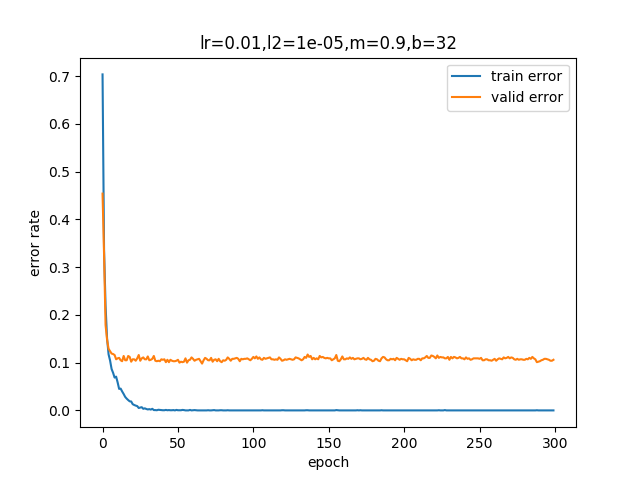 lr=0.01,l2=1e-05,m=0.9,b=32
train error
valid error
0.7
0.6
0.5
0.4
0.3
0.2
0.1
0.0
error rate
0 50 100 150 200 250 300
epoch